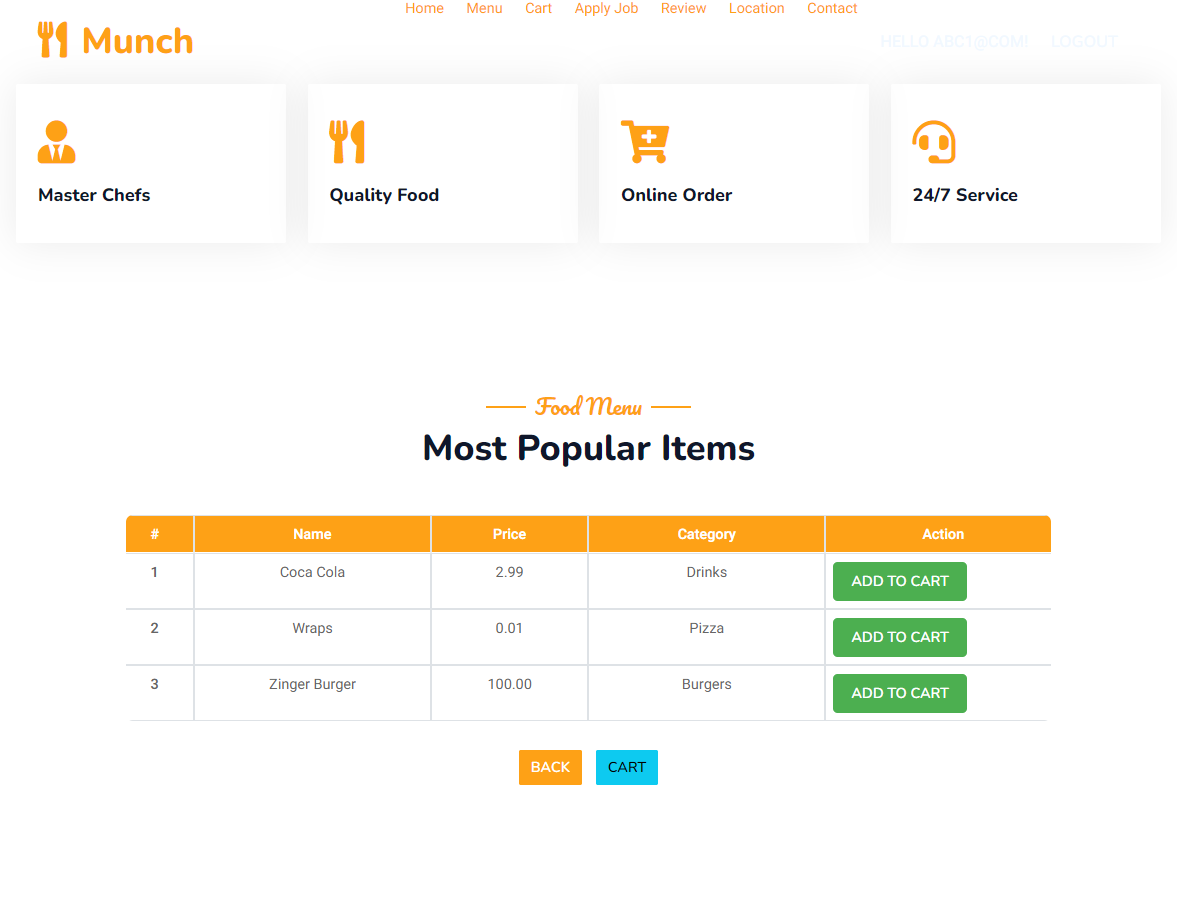 Home Menu Cart Apply Job Review Location Contact
Munch
HELLO ABC1@COM! LOGOUT
Master Chefs Quality Food Online Order 24/7 Service
Food Menu
Most Popular Items
# Name Price Category Action
1 Coca Cola 2.99 Drinks ADD TO CART
2 Wraps 0.01 Pizza ADD TO CART
3 Zinger Burger 100.00 Burgers ADD TO CART
BACK CART